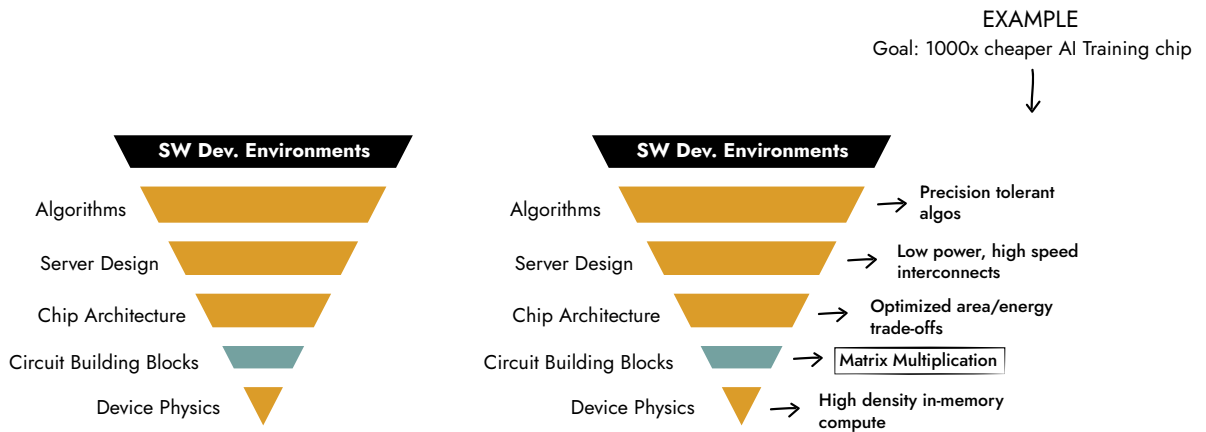 EXAMPLE
Goal: 1000x cheaper AI Training chip
SW Dev. Environments
Algorithms
Server Design
Chip Architecture
Circuit Building Blocks
Device Physics
SW Dev. Environments
Algorithms
Precision tolerant
algos
Server Design
Low power, high speed
interconnects
Chip Architecture
Optimized area/energy
trade-offs
Circuit Building Blocks
Matrix Multiplication
Device Physics
High density in-memory
compute